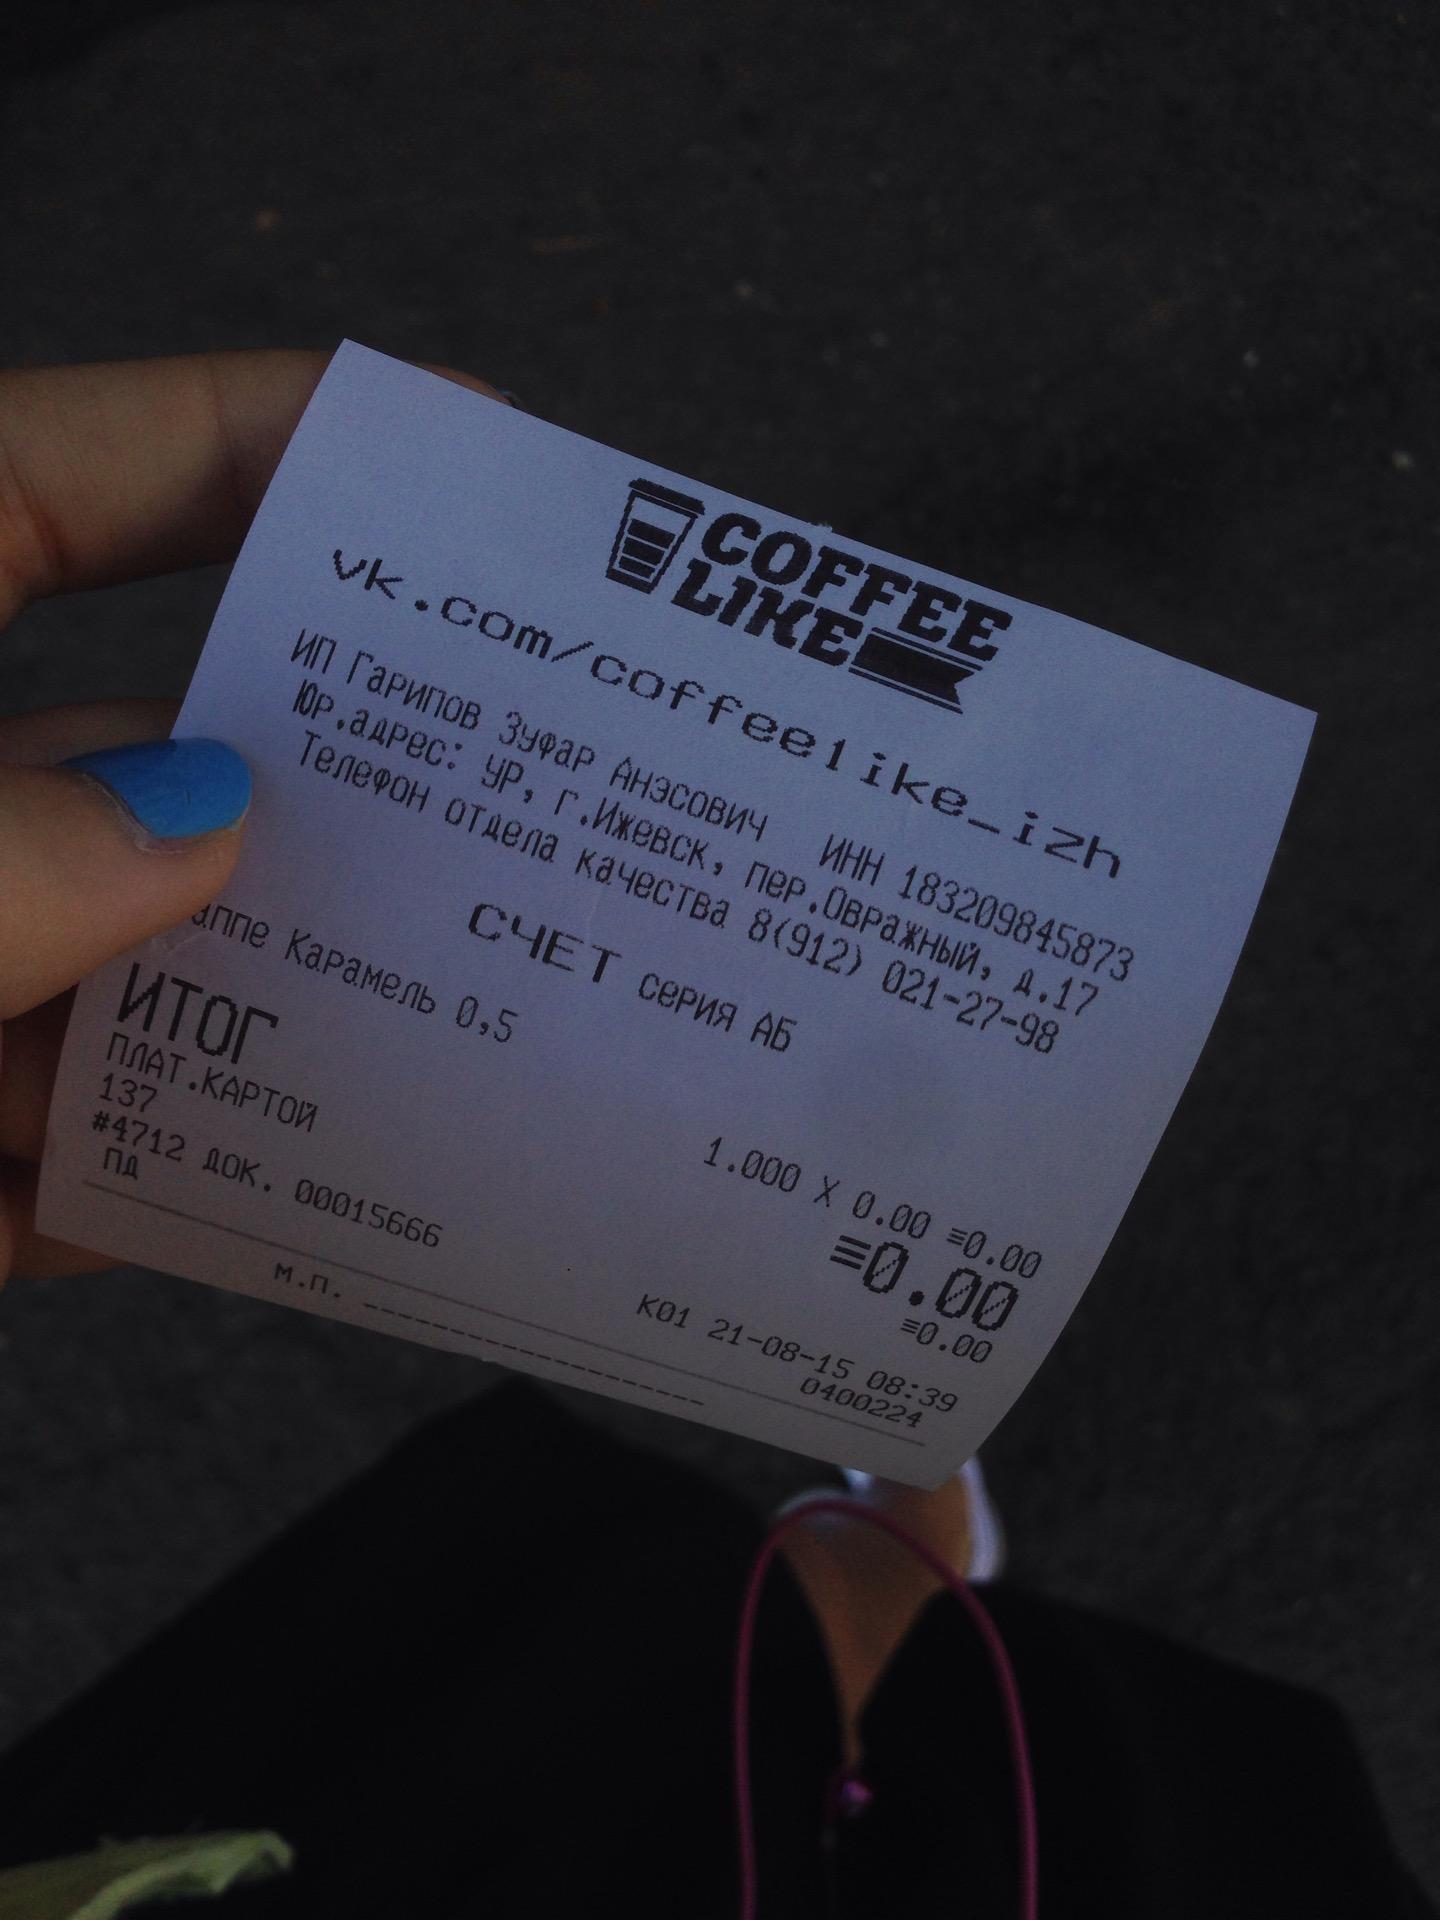 COFFEE
LIKE
vk.com/coffeelike_izh
ИП Гарипов Зуфар Анэсович ИНН 183209845873
Юр.адрес: УР, г.Ижевск, пер.Овражный, д.17
Телефон отдела качества 8(912) 021-27-98
СЧЕТ серия АБ
Карамель 0,5
1.000 X 0.00 ≡0.00
ИТОГ ≡0.00
ПЛАТ.КАРТОЙ ≡0.00
137
#4712 ДОК. 00015666 К01 21-08-15 08:39
ПД 0400224
м.п. ____________________